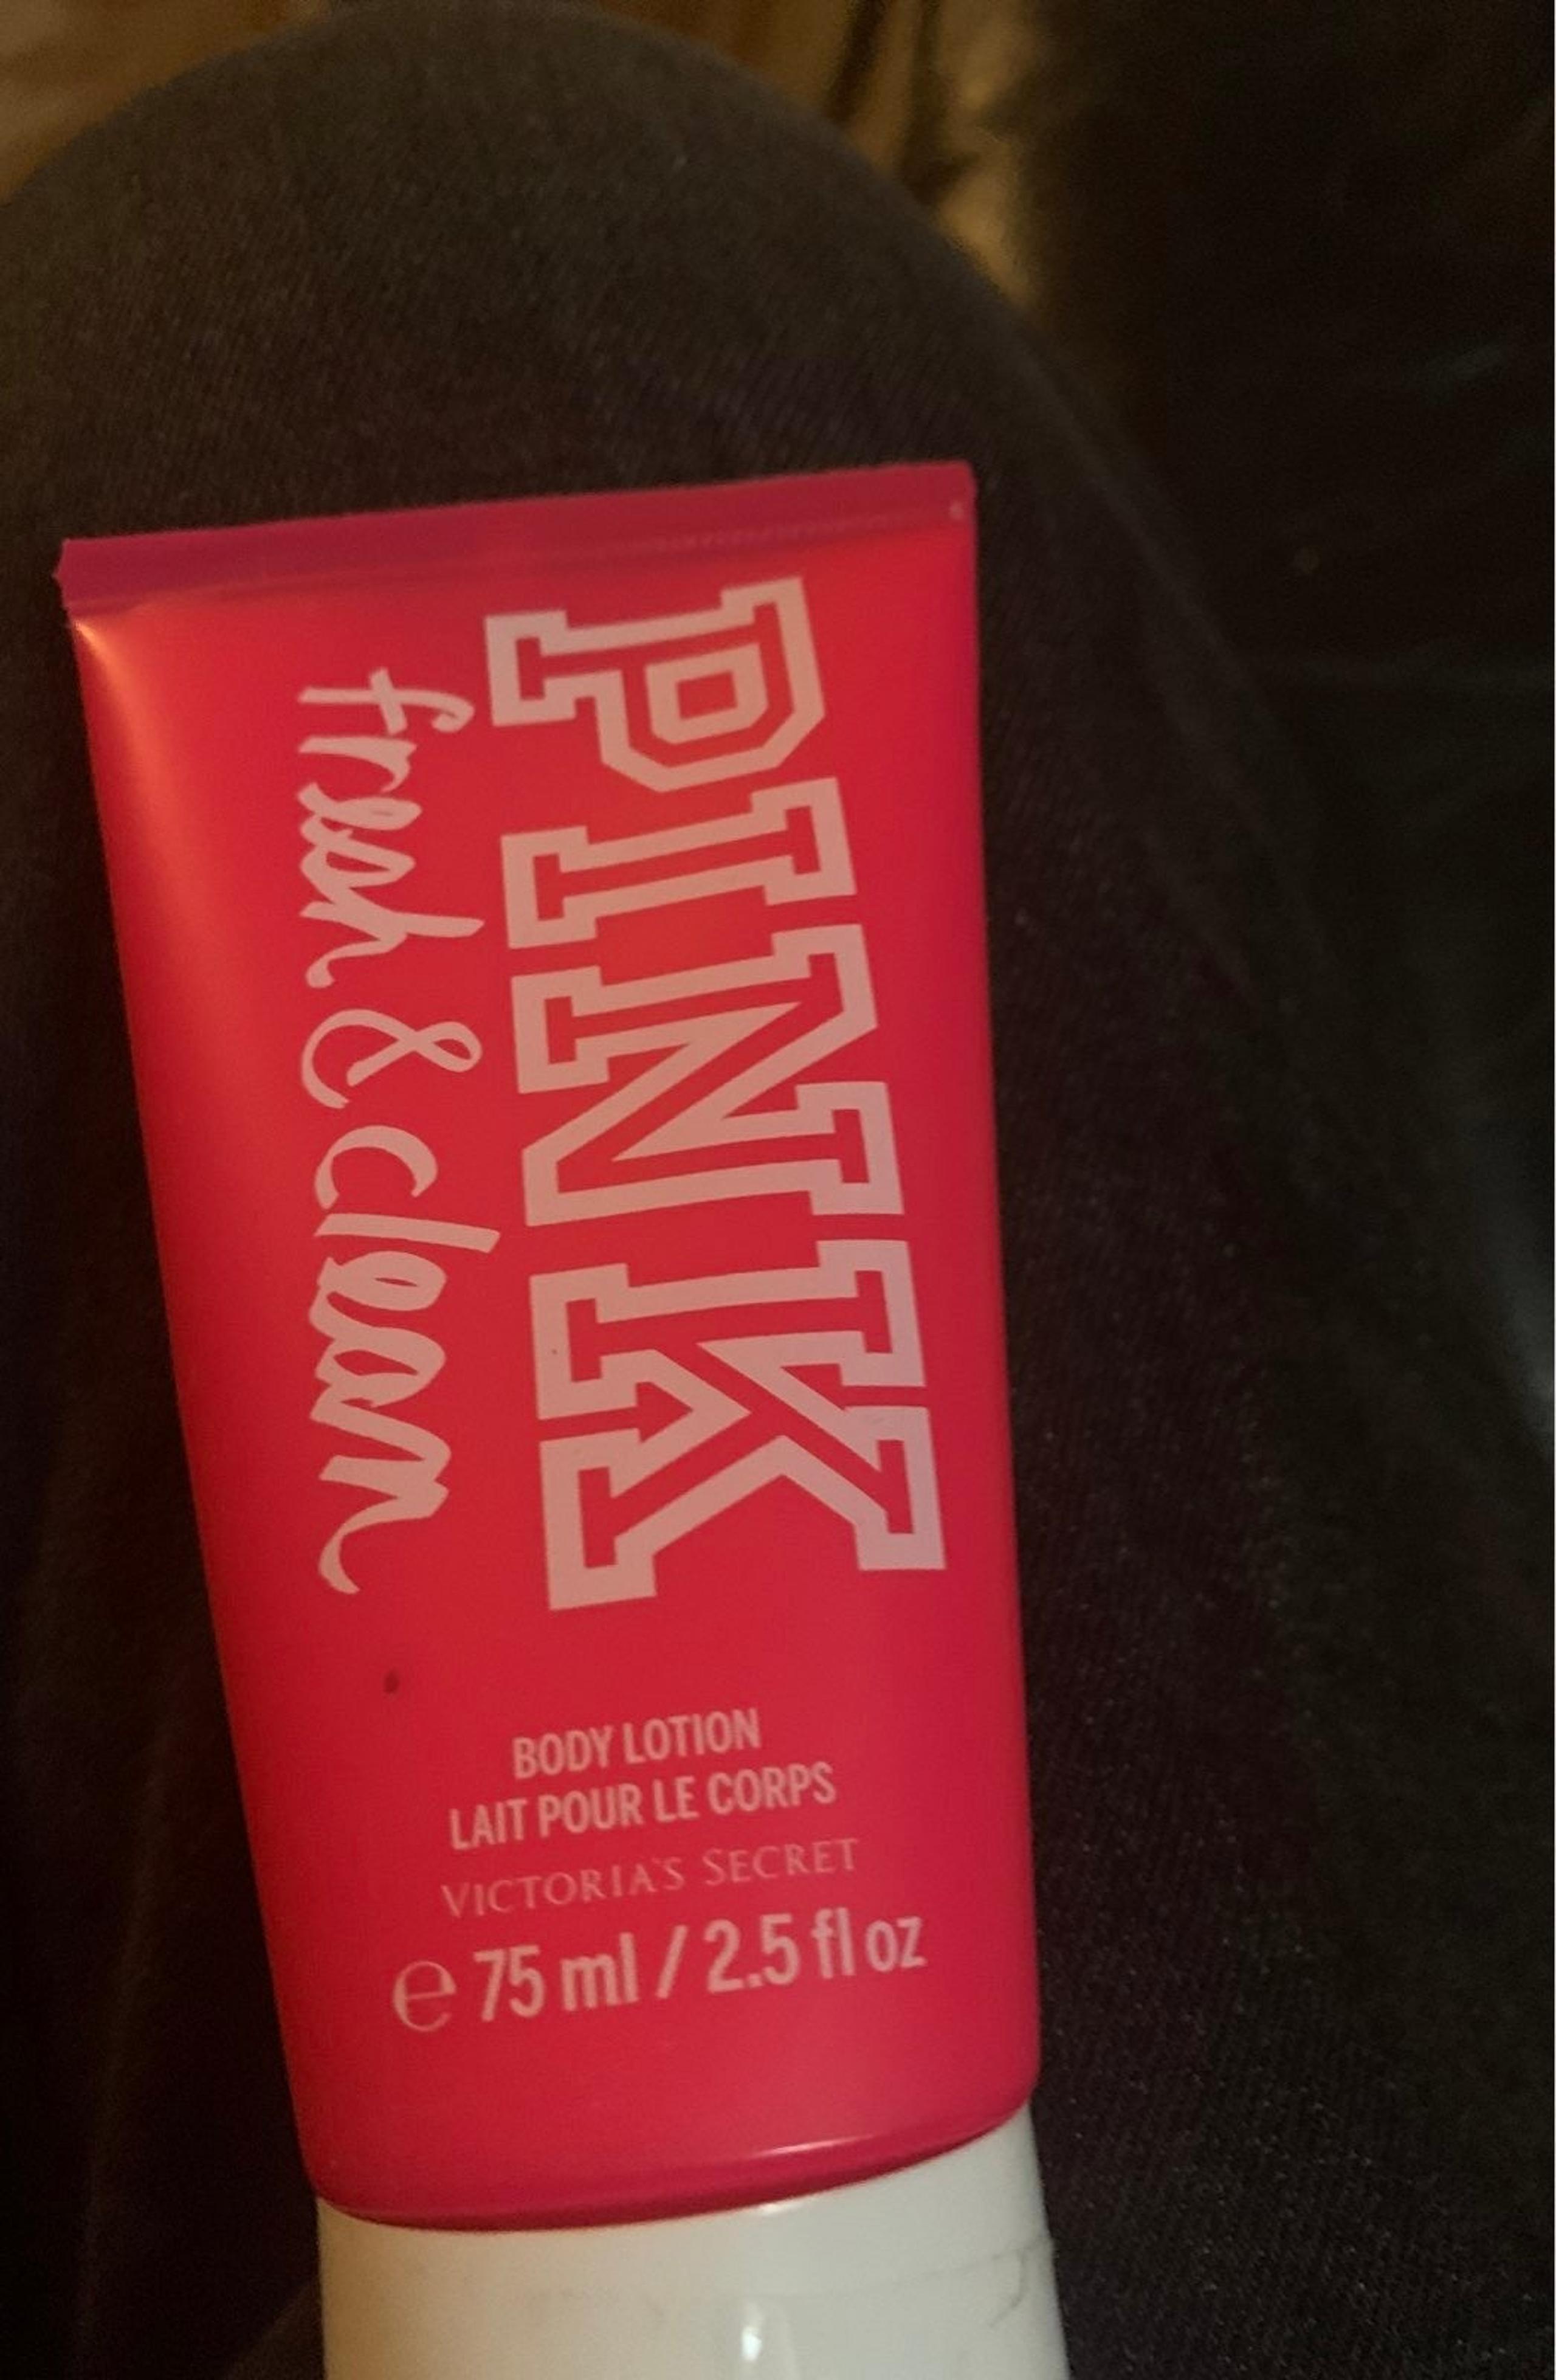 PINK
fresh & clean
BODY LOTION
LAIT POUR LE CORPS
VICTORIA'S SECRET
℮ 75 ml / 2.5 fl oz